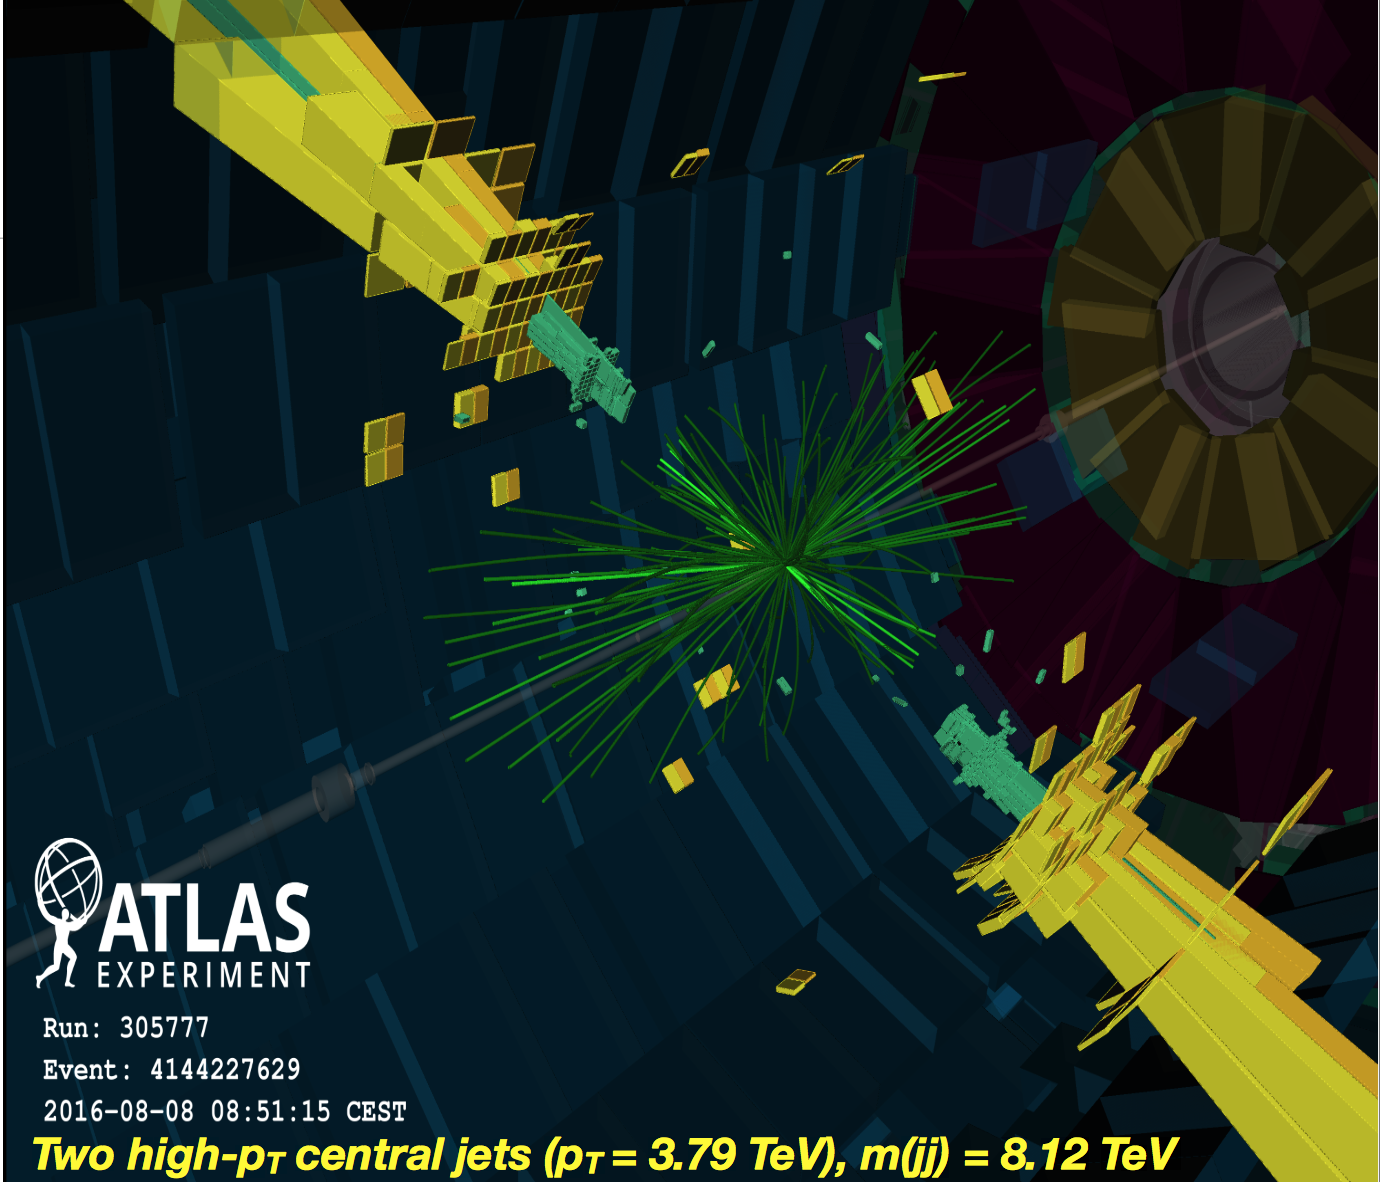 ATLAS
EXPERIMENT
Run: 305777
Event: 4144227629
2016-08-08 08:51:15 CEST
Two high-pT central jets (pT = 3.79 TeV), m(jj) = 8.12 TeV